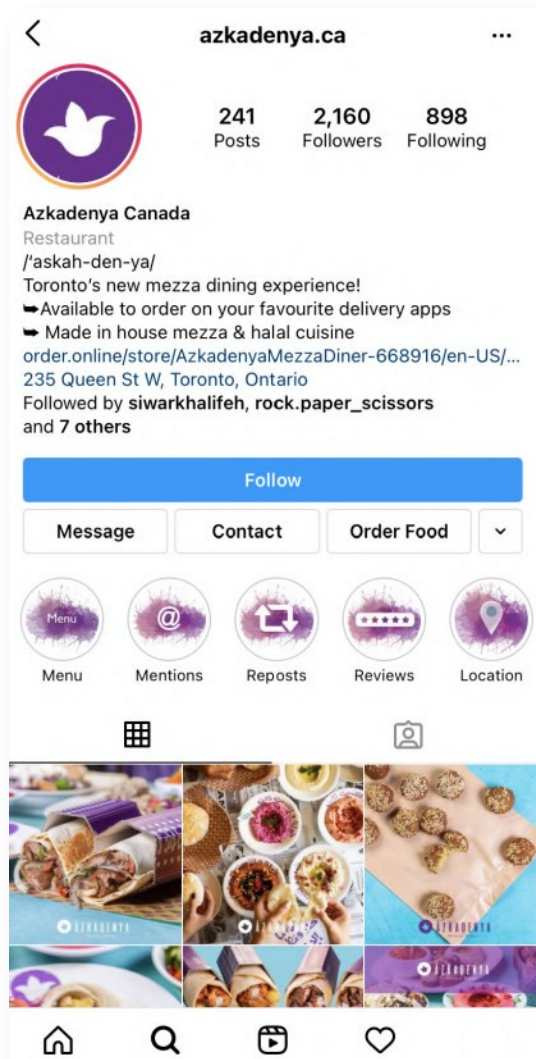 azkadenya.ca
241 2,160 898
Posts Followers Following
Azkadenya Canada
Restaurant
/'askah-den-ya/
Toronto's new mezza dining experience!
➥Available to order on your favourite delivery apps
➥ Made in house mezza & halal cuisine
order.online/store/AzkadenyaMezzaDiner-668916/en-US/...
235 Queen St W, Toronto, Ontario
Followed by siwarkhalifeh, rock.paper_scissors
and 7 others
Follow
Message Contact Order Food
Menu @
Menu Mentions Reposts Reviews Location
AZKADENYA AZKADENYA AZKADENYA
AZKADENYA